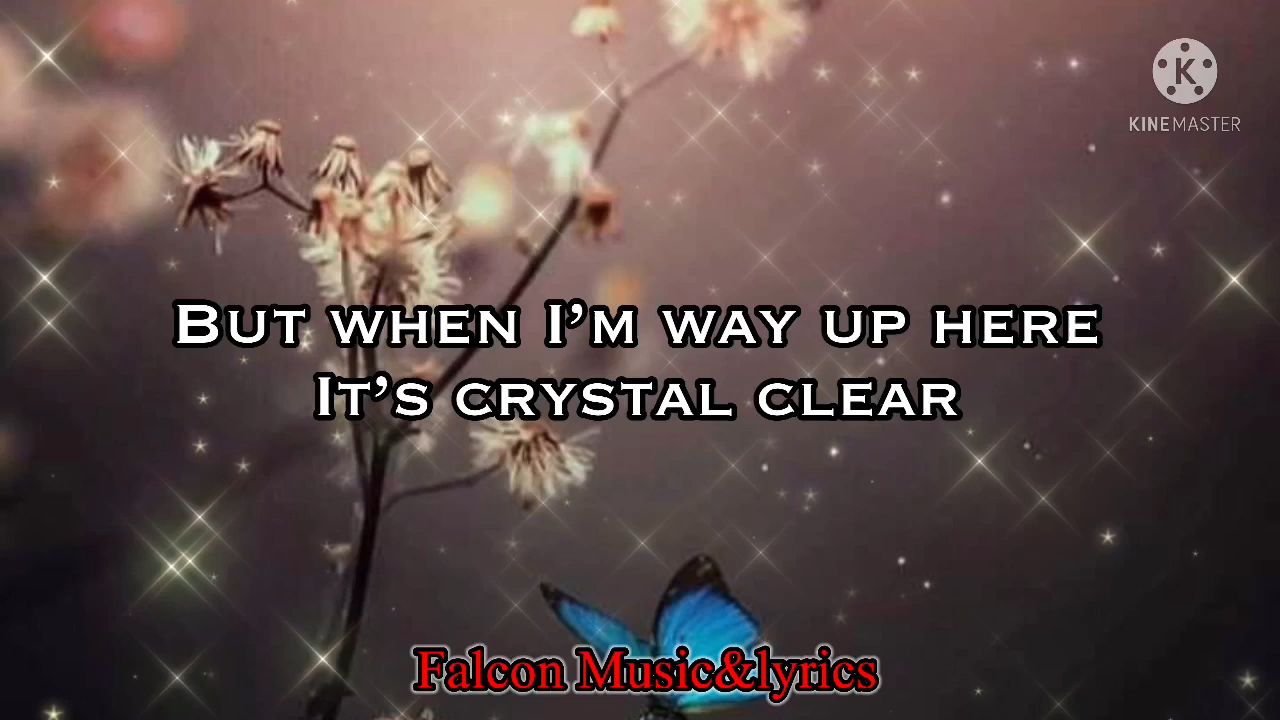 KINEMASTER
BUT WHEN I’M WAY UP HERE
IT’S CRYSTAL CLEAR
Falcon Music&lyrics